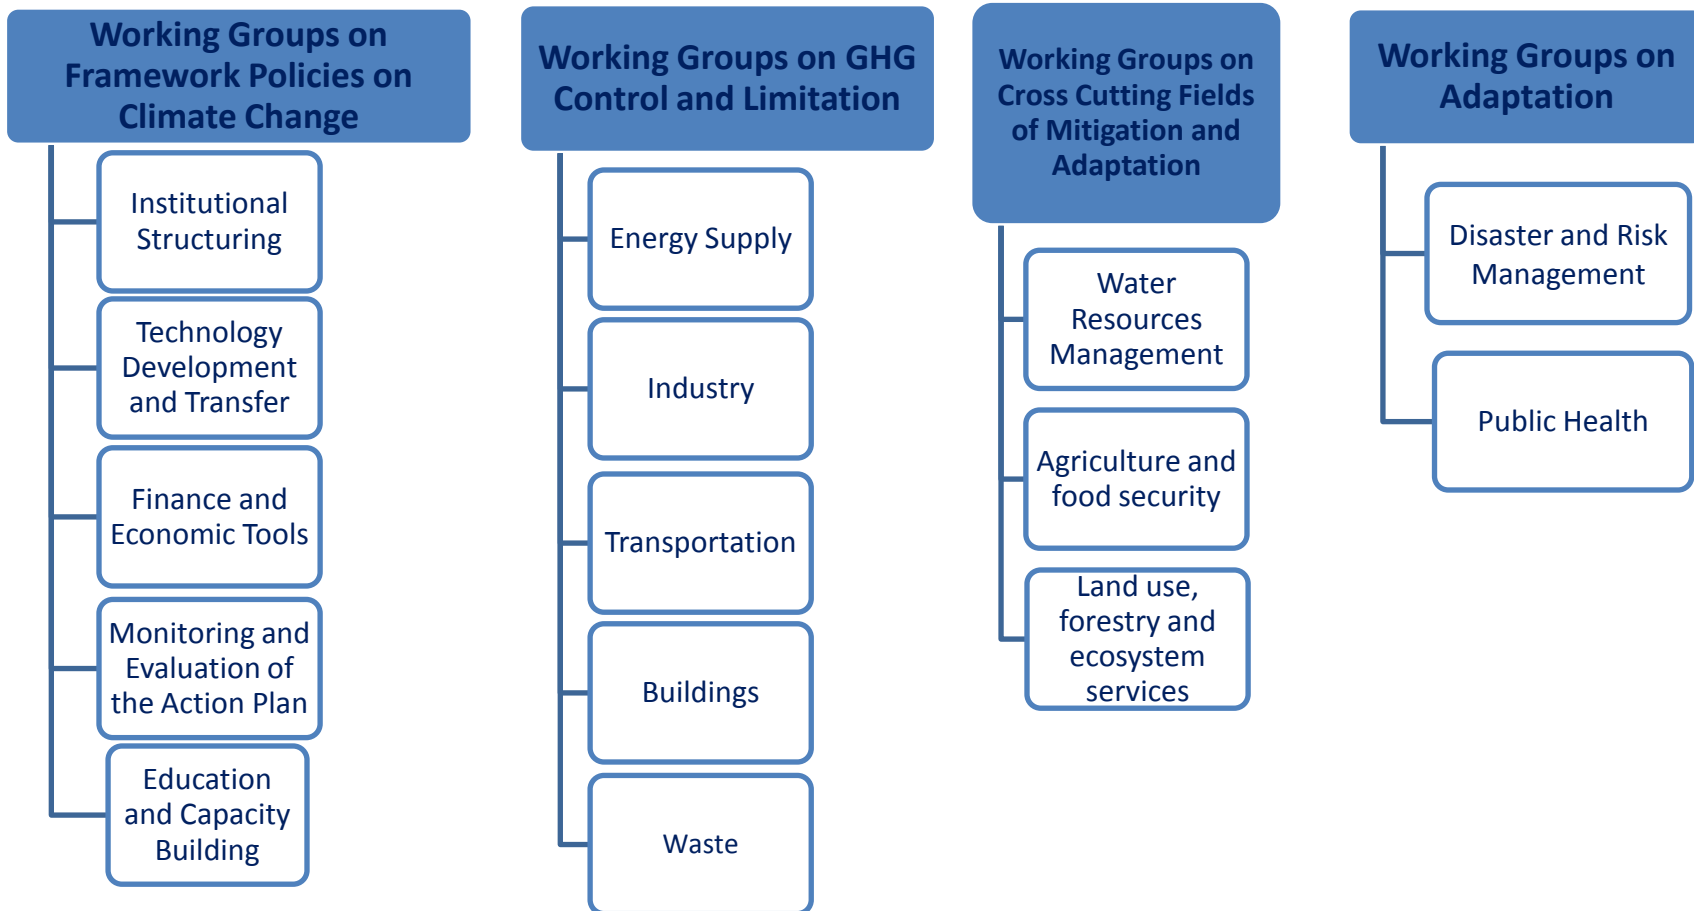 Working Groups on
Framework Policies on
Climate Change
Institutional
Structuring
Technology
Development
and Transfer
Finance and
Economic Tools
Monitoring and
Evaluation of
the Action Plan
Education
and Capacity
Building
Working Groups on GHG
Control and Limitation
Energy Supply
Industry
Transportation
Buildings
Waste
Working Groups on
Cross Cutting Fields
of Mitigation and
Adaptation
Water
Resources
Management
Agriculture and
food security
Land use,
forestry and
ecosystem
services
Working Groups on
Adaptation
Disaster and Risk
Management
Public Health